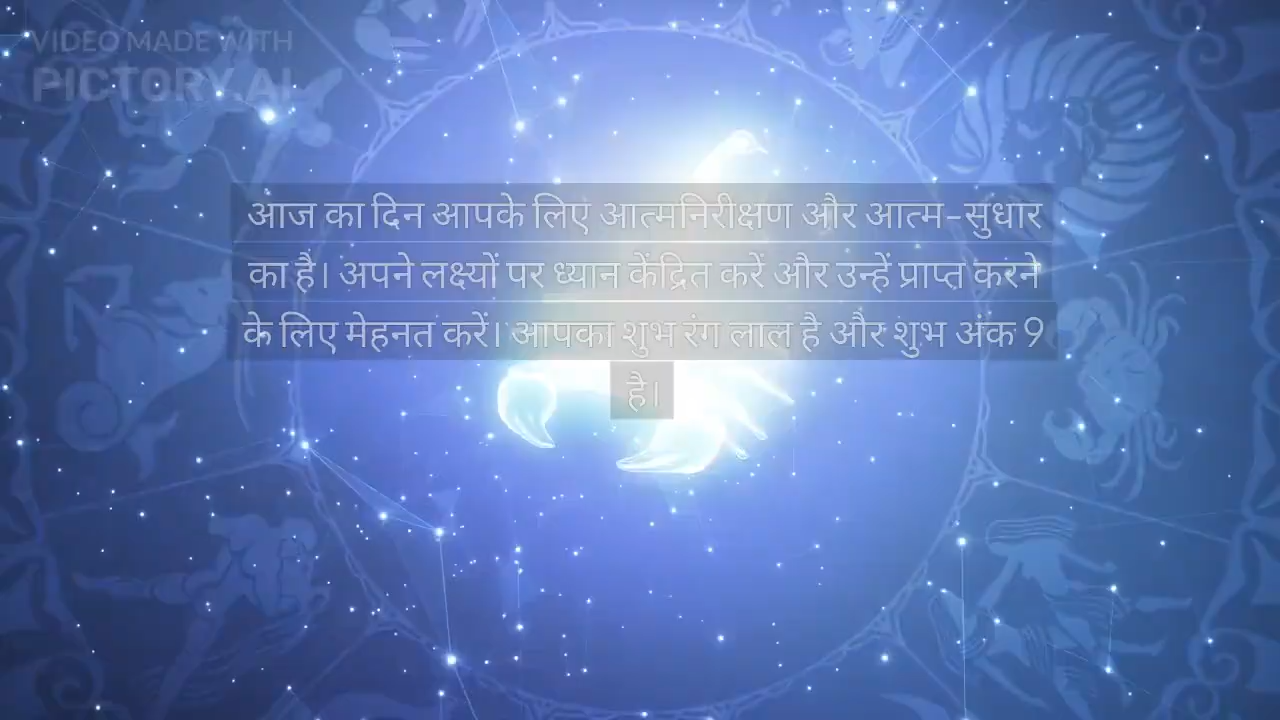 VIDEO MADE WITH
PICTORY.AI
आज का दिन आपके लिए आत्मनिरीक्षण और आत्म-सुधार
का है। अपने लक्ष्यों पर ध्यान केंद्रित करें और उन्हें प्राप्त करने
के लिए मेहनत करें। आपका शुभ रंग लाल है और शुभ अंक 9
है।